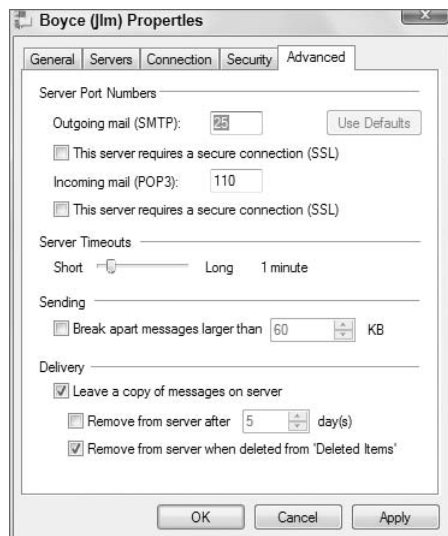 Boyce (JIm) PropertIes
General Servers Connection Security Advanced
Server Port Numbers
Outgoing mail (SMTP): 25 Use Defaults
This server requires a secure connection (SSL)
Incoming mail (POP3): 110
This server requires a secure connection (SSL)
Server Timeouts
Short Long 1 minute
Sending
Break apart messages larger than 60 KB
Delivery
Leave a copy of messages on server
Remove from server after 5 day(s)
Remove from server when deleted from 'Deleted Items'
OK Cancel Apply